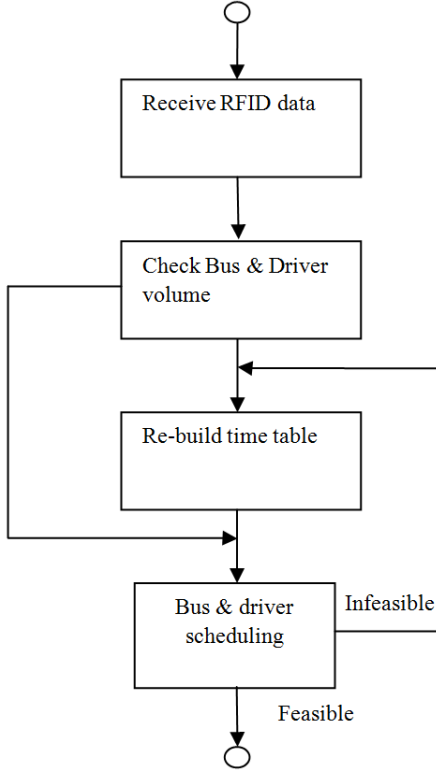 Receive RFID data
Check Bus & Driver
volume
Re-build time table
Bus & driver
scheduling
Infeasible
Feasible